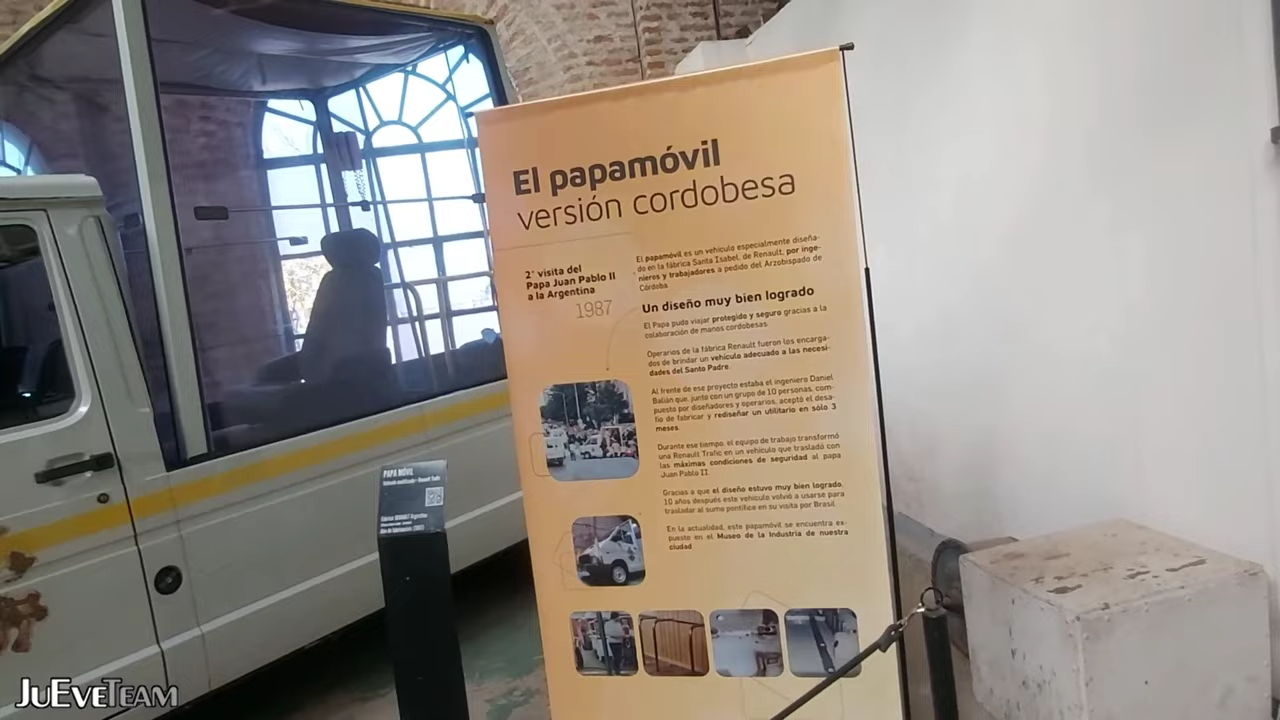 El papamóvil
versión cordobesa
2° visita del
Papa Juan Pablo II
a la Argentina
1987
El papamóvil es un vehículo especialmente diseña-
do en la fábrica Santa Isabel, de Renault, por inge-
nieros y trabajadores a pedido del Arzobispado de
Córdoba.
Un diseño muy bien logrado
El Papa pudo viajar protegido y seguro gracias a la
colaboración de manos cordobesas.
Operarios de la fábrica Renault fueron los encarga-
dos de brindar un vehículo adecuado a las necesi-
dades del Santo Padre.
Al frente de ese proyecto estaba el ingeniero Daniel
Balián que, junto con un grupo de 10 personas, com-
puesto por diseñadores y operarios, aceptó el desa-
fío de fabricar y rediseñar un utilitario en sólo 3
meses.
Durante ese tiempo, el equipo de trabajo transformó
una Renault Trafic en un vehículo que trasladó con
las máximas condiciones de seguridad al papa
Juan Pablo II.
Gracias a que el diseño estuvo muy bien logrado,
10 años después este vehículo volvió a usarse para
trasladar al sumo pontífice en su visita por Brasil.
En la actualidad, este papamóvil se encuentra ex-
puesto en el Museo de la Industria de nuestra
ciudad.
PAPA MÓVIL
JuEveTeam